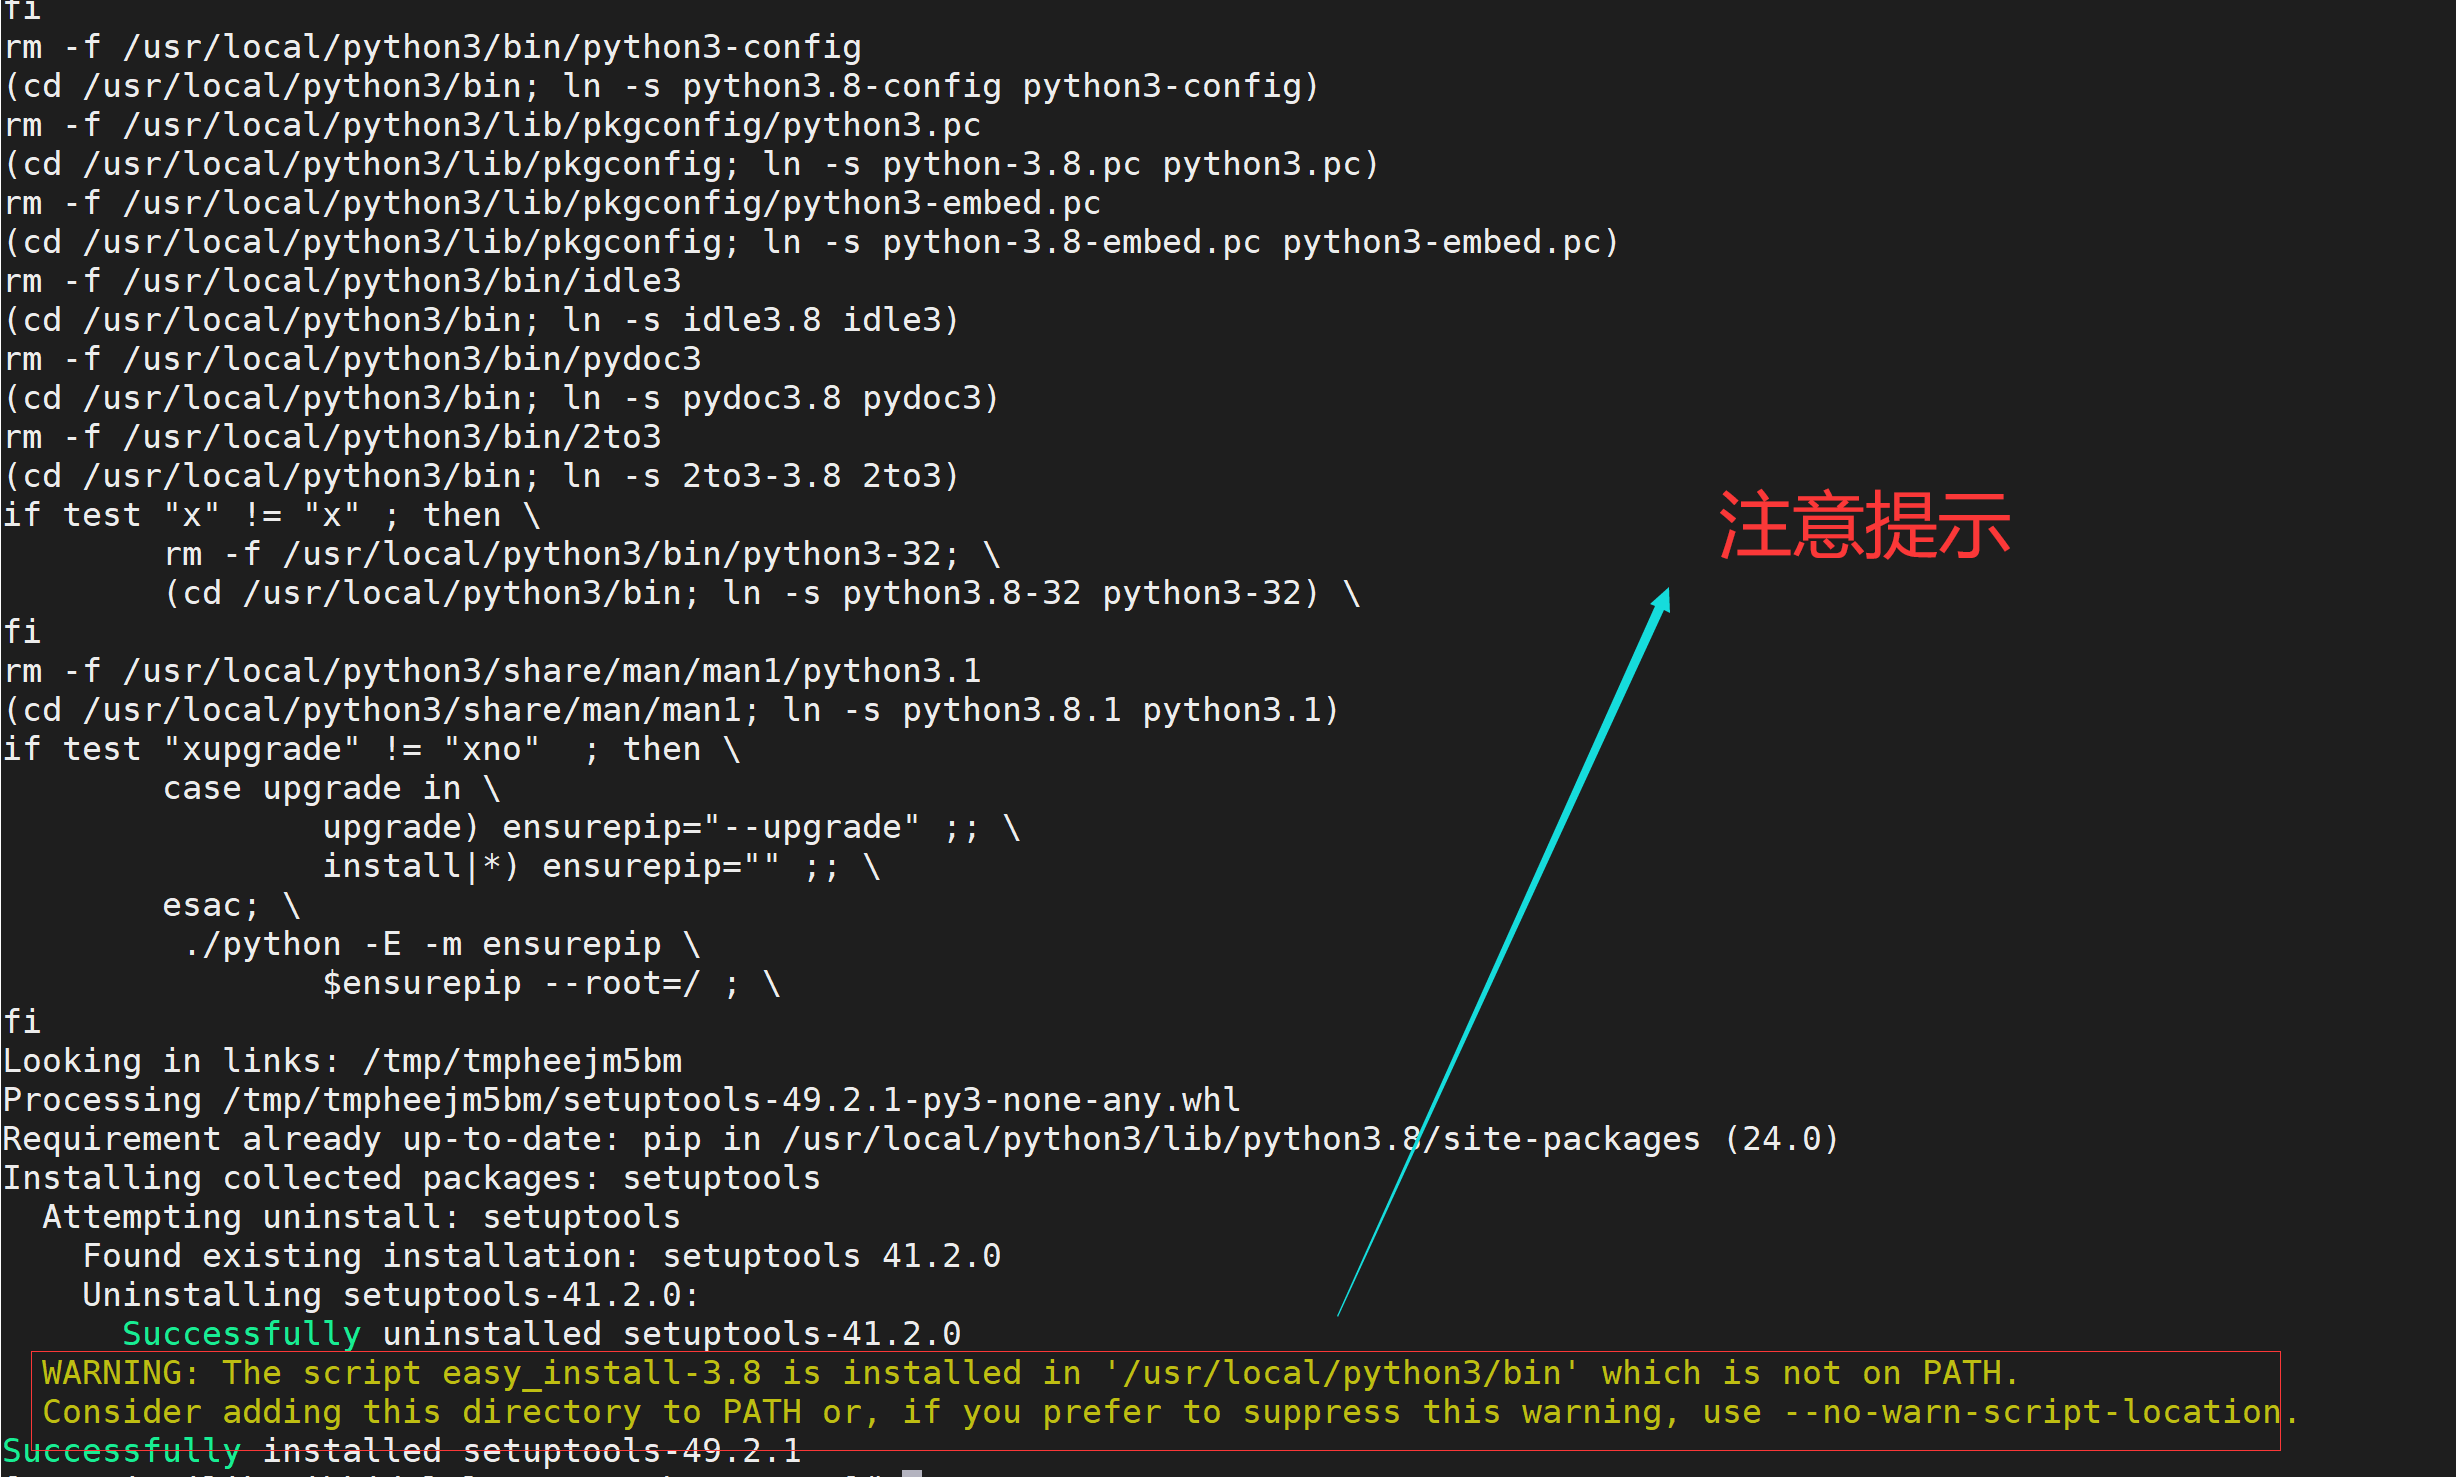 fi
rm -f /usr/local/python3/bin/python3-config
(cd /usr/local/python3/bin; ln -s python3.8-config python3-config)
rm -f /usr/local/python3/lib/pkgconfig/python3.pc
(cd /usr/local/python3/lib/pkgconfig; ln -s python-3.8.pc python3.pc)
rm -f /usr/local/python3/lib/pkgconfig/python3-embed.pc
(cd /usr/local/python3/lib/pkgconfig; ln -s python-3.8-embed.pc python3-embed.pc)
rm -f /usr/local/python3/bin/idle3
(cd /usr/local/python3/bin; ln -s idle3.8 idle3)
rm -f /usr/local/python3/bin/pydoc3
(cd /usr/local/python3/bin; ln -s pydoc3.8 pydoc3)
rm -f /usr/local/python3/bin/2to3
(cd /usr/local/python3/bin; ln -s 2to3-3.8 2to3)
if test "x" != "x" ; then \
注意提示
        rm -f /usr/local/python3/bin/python3-32; \
        (cd /usr/local/python3/bin; ln -s python3.8-32 python3-32) \
fi
rm -f /usr/local/python3/share/man/man1/python3.1
(cd /usr/local/python3/share/man/man1; ln -s python3.8.1 python3.1)
if test "xupgrade" != "xno"  ; then \
        case upgrade in \
                upgrade) ensurepip="--upgrade" ;; \
                install|*) ensurepip="" ;; \
        esac; \
         ./python -E -m ensurepip \
                $ensurepip --root=/ ; \
fi
Looking in links: /tmp/tmpheejm5bm
Processing /tmp/tmpheejm5bm/setuptools-49.2.1-py3-none-any.whl
Requirement already up-to-date: pip in /usr/local/python3/lib/python3.8/site-packages (24.0)
Installing collected packages: setuptools
  Attempting uninstall: setuptools
    Found existing installation: setuptools 41.2.0
    Uninstalling setuptools-41.2.0:
      Successfully uninstalled setuptools-41.2.0
  WARNING: The script easy_install-3.8 is installed in '/usr/local/python3/bin' which is not on PATH.
  Consider adding this directory to PATH or, if you prefer to suppress this warning, use --no-warn-script-location.
Successfully installed setuptools-49.2.1